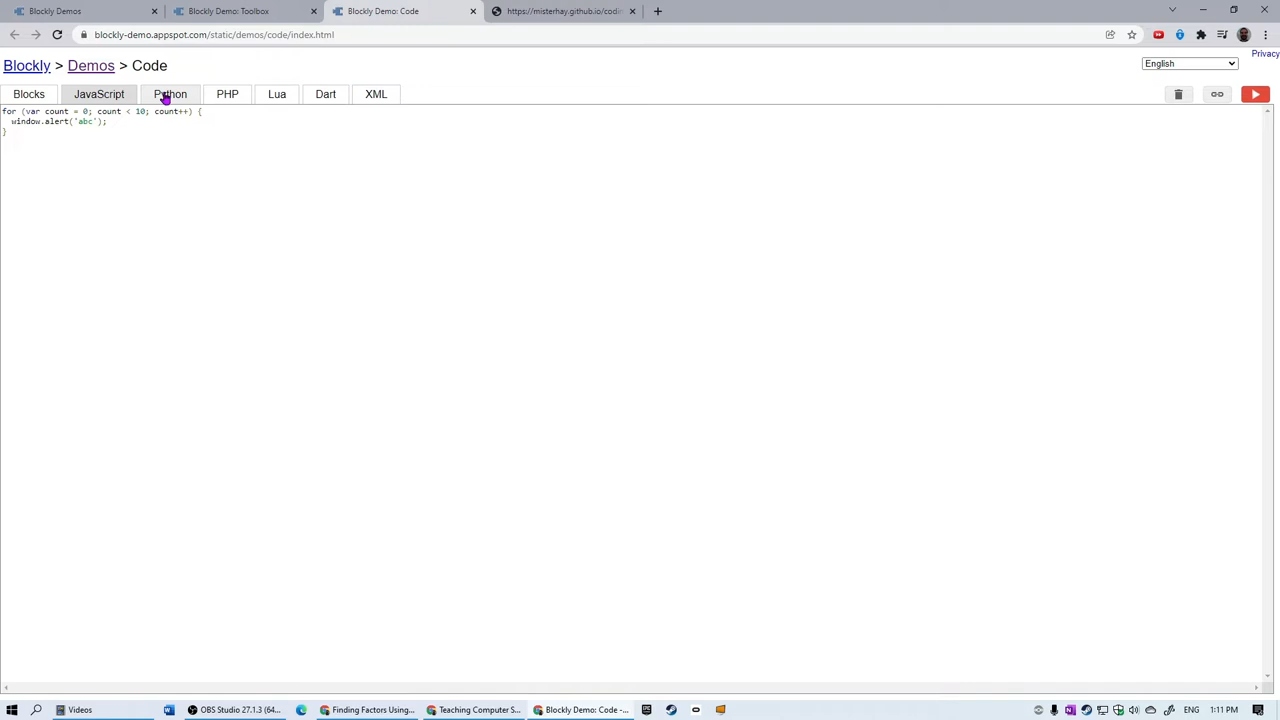 Blockly Demos
Blockly Demo: Toolbox
Blockly Demo: Code
https://misterhay.github.io/codin
blockly-demo.appspot.com/static/demos/code/index.html
Privacy
Blockly > Demos > Code
English
Blocks
JavaScript
Python
PHP
Lua
Dart
XML
for (var count = 0; count < 10; count++) {
window.alert('abc');
}
Videos
OBS Studio 27.1.3 (64...
Finding Factors Using...
Teaching Computer S...
Blockly Demo: Code -...
ENG
1:11 PM